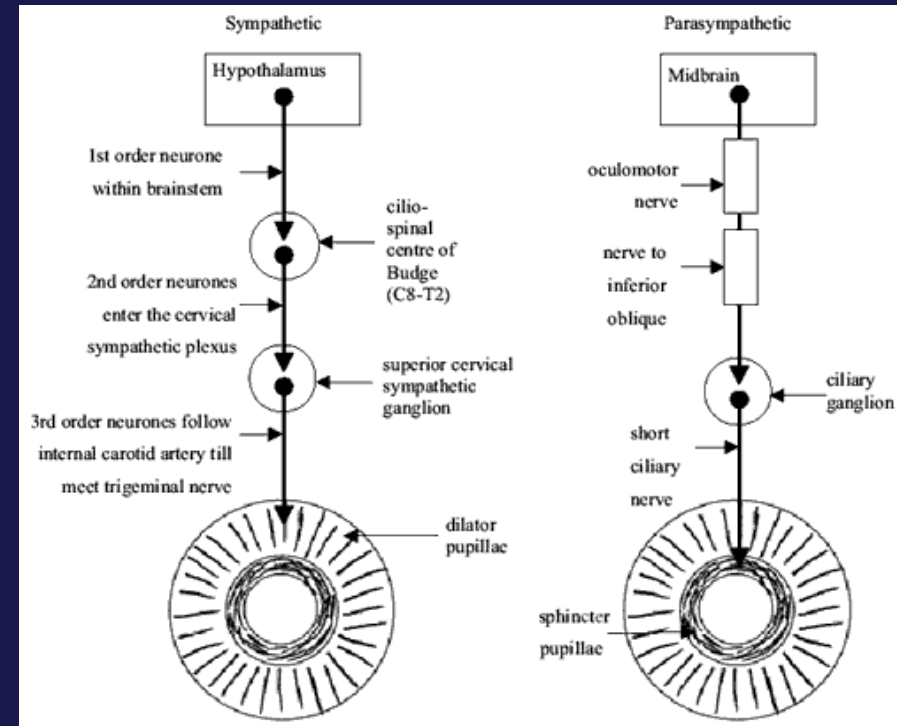 Sympathetic
Hypothalamus
1st order neurone
within brainstem
cilio-
spinal
centre of
Budge
(C8-T2)
2nd order neurones
enter the cervical
sympathetic plexus
superior cervical
sympathetic
ganglion
3rd order neurones follow
internal carotid artery till
meet trigeminal nerve
dilator
pupillae
Parasympathetic
Midbrain
oculomotor
nerve
nerve to
inferior
oblique
ciliary
ganglion
short
ciliary
nerve
sphincter
pupillae